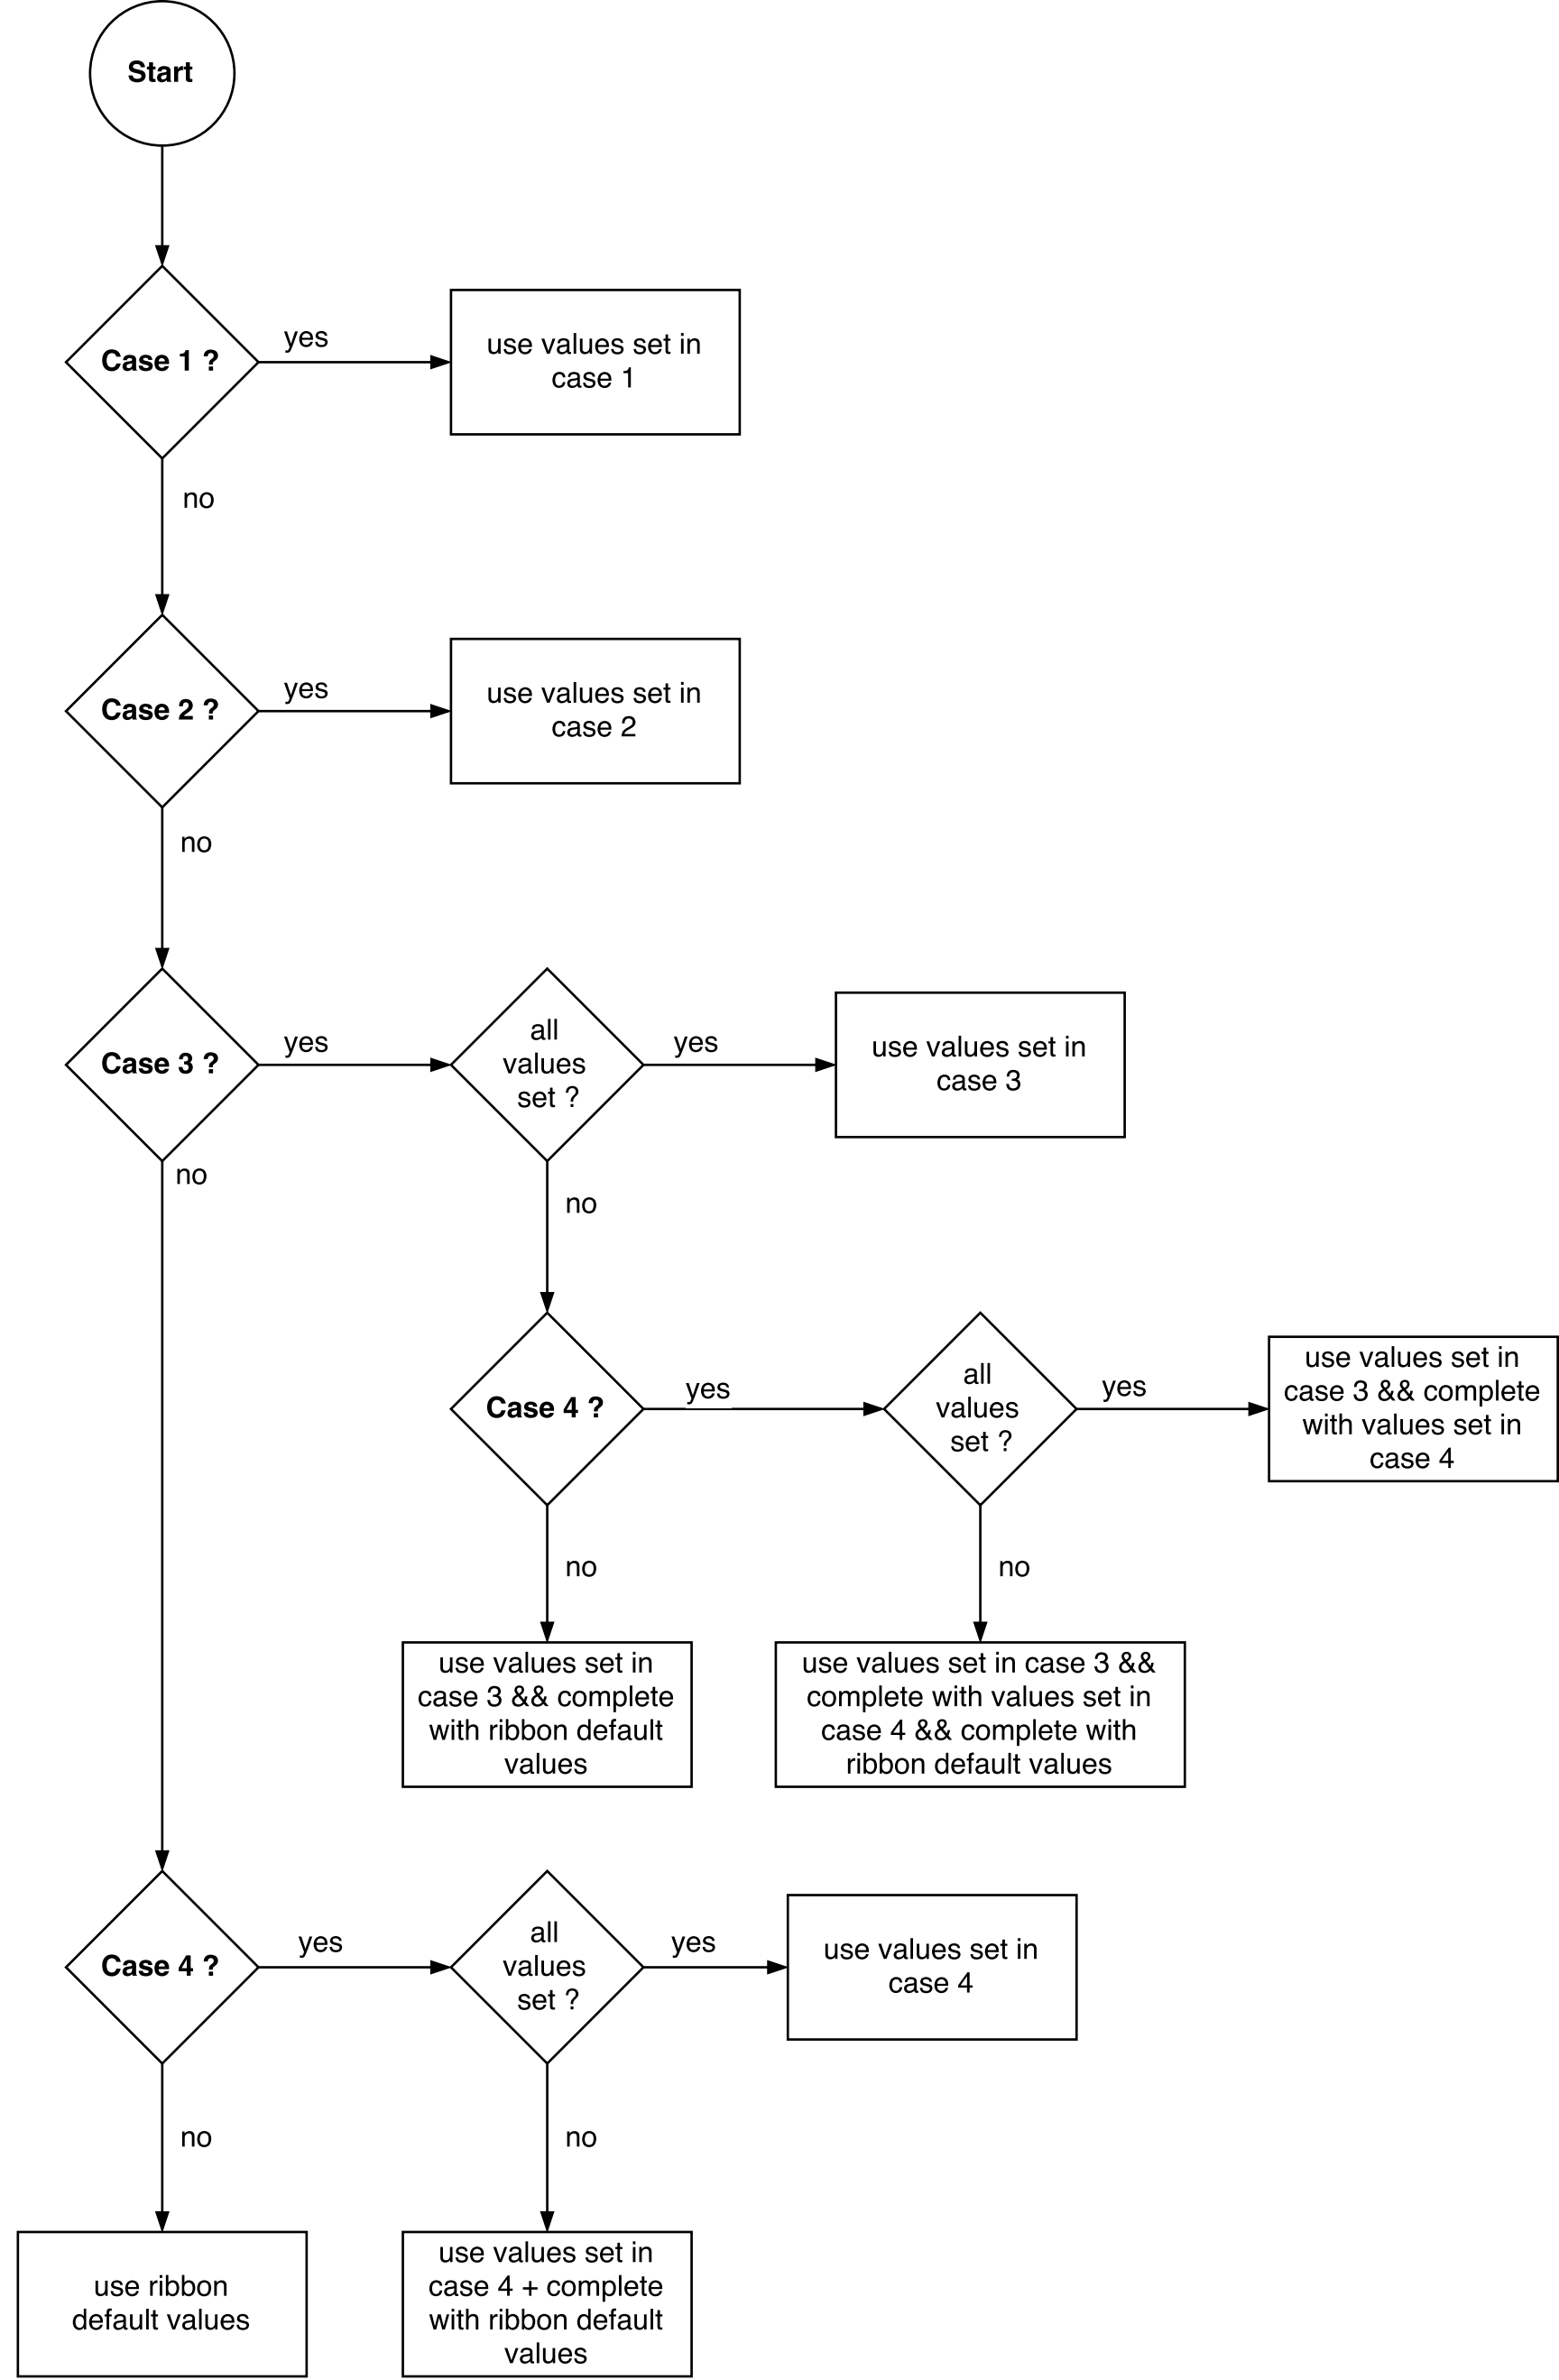 Start
Case 1 ?
yes
use values set in
case 1
no
Case 2 ?
yes
use values set in
case 2
no
Case 3 ?
yes
all
values
set ?
yes
use values set in
case 3
no
no
Case 4 ?
yes
all
values
set ?
yes
use values set in
case 3 && complete
with values set in
case 4
no
no
use values set in
case 3 && complete
with ribbon default
values
use values set in case 3 &&
complete with values set in
case 4 && complete with
ribbon default values
Case 4 ?
yes
all
values
set ?
yes
use values set in
case 4
no
no
use ribbon
default values
use values set in
case 4 + complete
with ribbon default
values